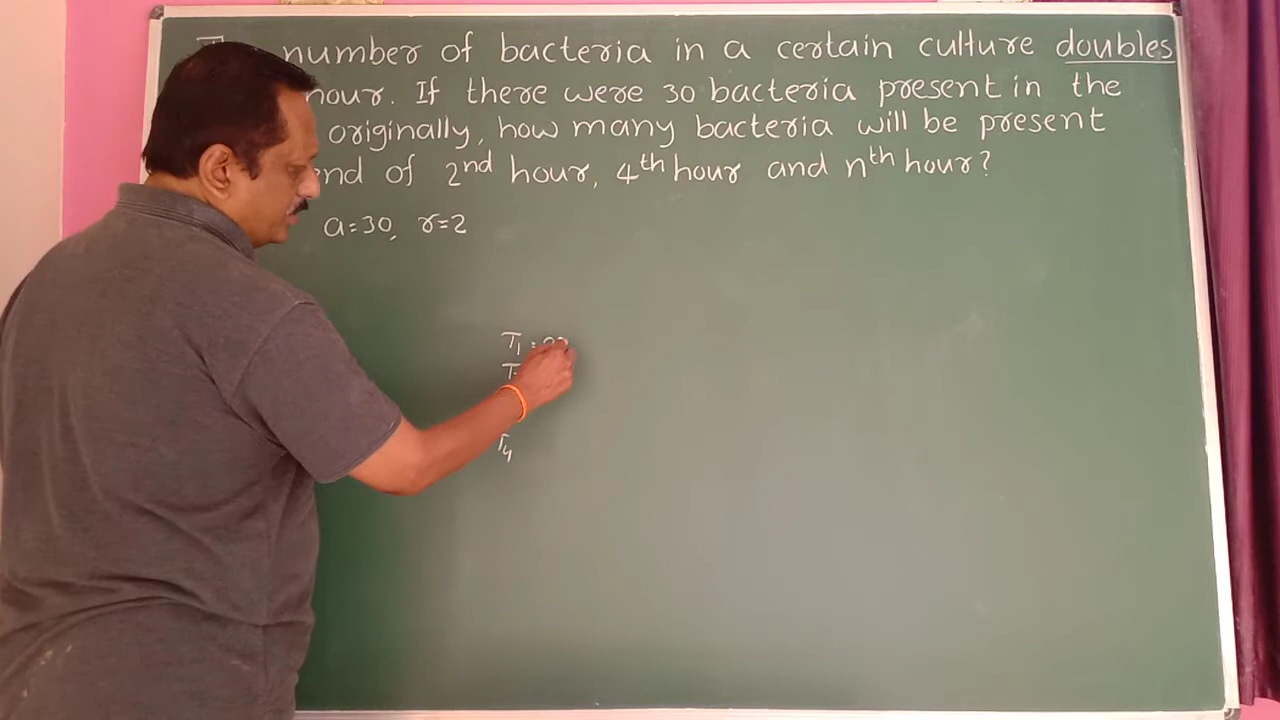 number of bacteria in a certain culture doubles
hour. If there were 30 bacteria present in the
originally, how many bacteria will be present
end of 2nd hour, 4th hour and nth hour?
a=30, r=2
T1 =
T4